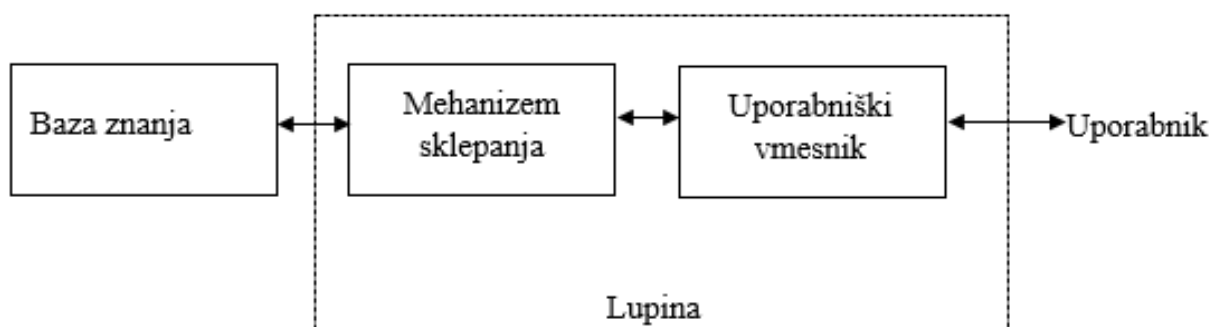 Baza znanja
Mehanizem
sklepanja
Uporabniški
vmesnik
Uporabnik
Lupina